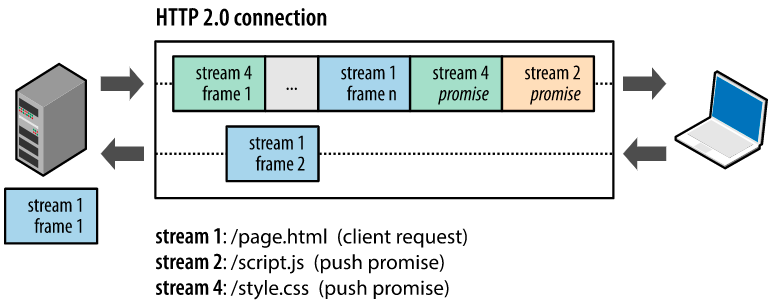 HTTP 2.0 connection
stream 4
frame 1
...
stream 1
frame n
stream 4
promise
stream 2
promise
stream 1
frame 2
stream 1
frame 1
stream 1: /page.html (client request)
stream 2: /script.js (push promise)
stream 4: /style.css (push promise)